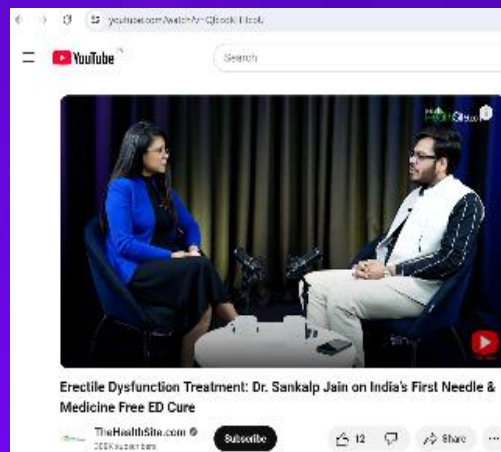 YouTube
Search
Erectile Dysfunction Treatment: Dr. Sankalp Jain on India's First Needle &
Medicine Free ED Cure
TheHealthSite.com
Subscribe
12
Share